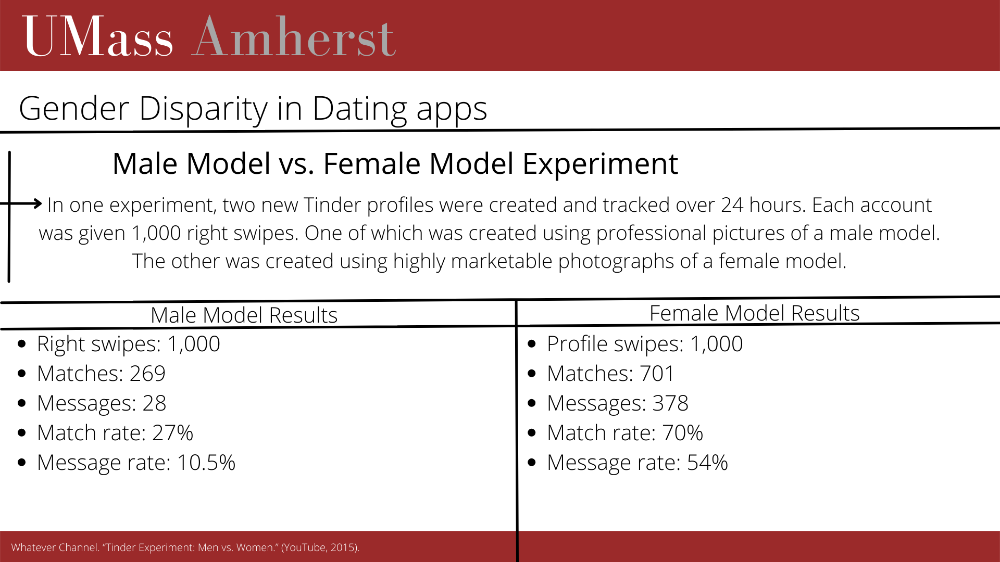 UMass Amherst
Gender Disparity in Dating apps
Male Model vs. Female Model Experiment
In one experiment, two new Tinder profiles were created and tracked over 24 hours. Each account
was given 1,000 right swipes. One of which was created using professional pictures of a male model.
The other was created using highly marketable photographs of a female model.
Male Model Results
• Right swipes: 1,000
• Matches: 269
• Messages: 28
• Match rate: 27%
• Message rate: 10.5%
Female Model Results
• Profile swipes: 1,000
• Matches: 701
• Messages: 378
• Match rate: 70%
• Message rate: 54%
Whatever Channel. “Tinder Experiment: Men vs. Women.” (YouTube, 2015).